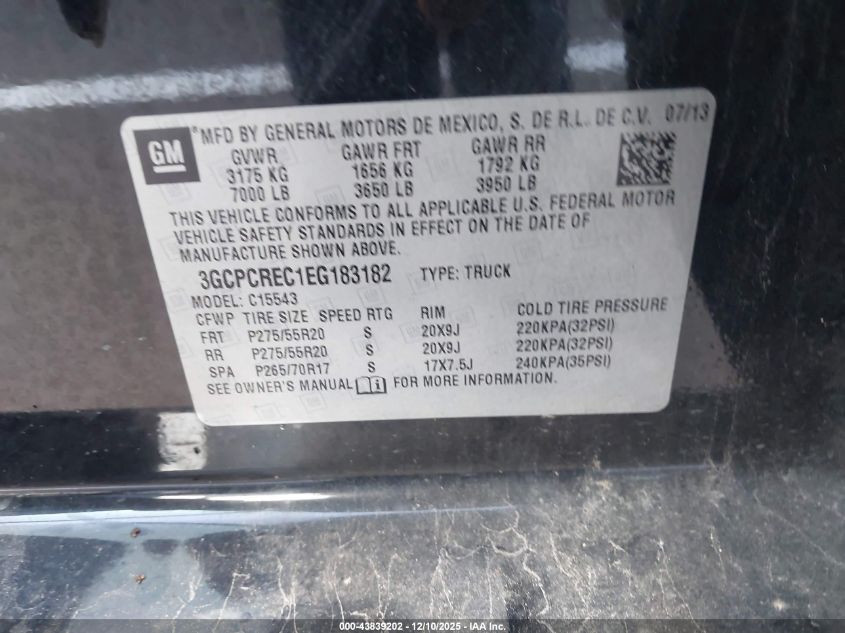 GM
®MFD BY GENERAL MOTORS DE MEXICO, S. DE R.L. DE C.V. 07/13
GVWR GAWR FRT GAWR RR
3175 KG 1656 KG 1792 KG
7000 LB 3650 LB 3950 LB
THIS VEHICLE CONFORMS TO ALL APPLICABLE U.S. FEDERAL MOTOR
VEHICLE SAFETY STANDARDS IN EFFECT ON THE DATE OF
MANUFACTURE SHOWN ABOVE.
3GCPCREC1EG183182 TYPE: TRUCK
MODEL: C15543
CFWP TIRE SIZE SPEED RTG RIM COLD TIRE PRESSURE
FRT P275/55R20 S 20X9J 220KPA(32PSI)
RR P275/55R20 S 20X9J 220KPA(32PSI)
SPA P265/70R17 S 17X7.5J 240KPA(35PSI)
SEE OWNER'S MANUAL FOR MORE INFORMATION.
000-43839202 - 12/10/2025 - IAA Inc.